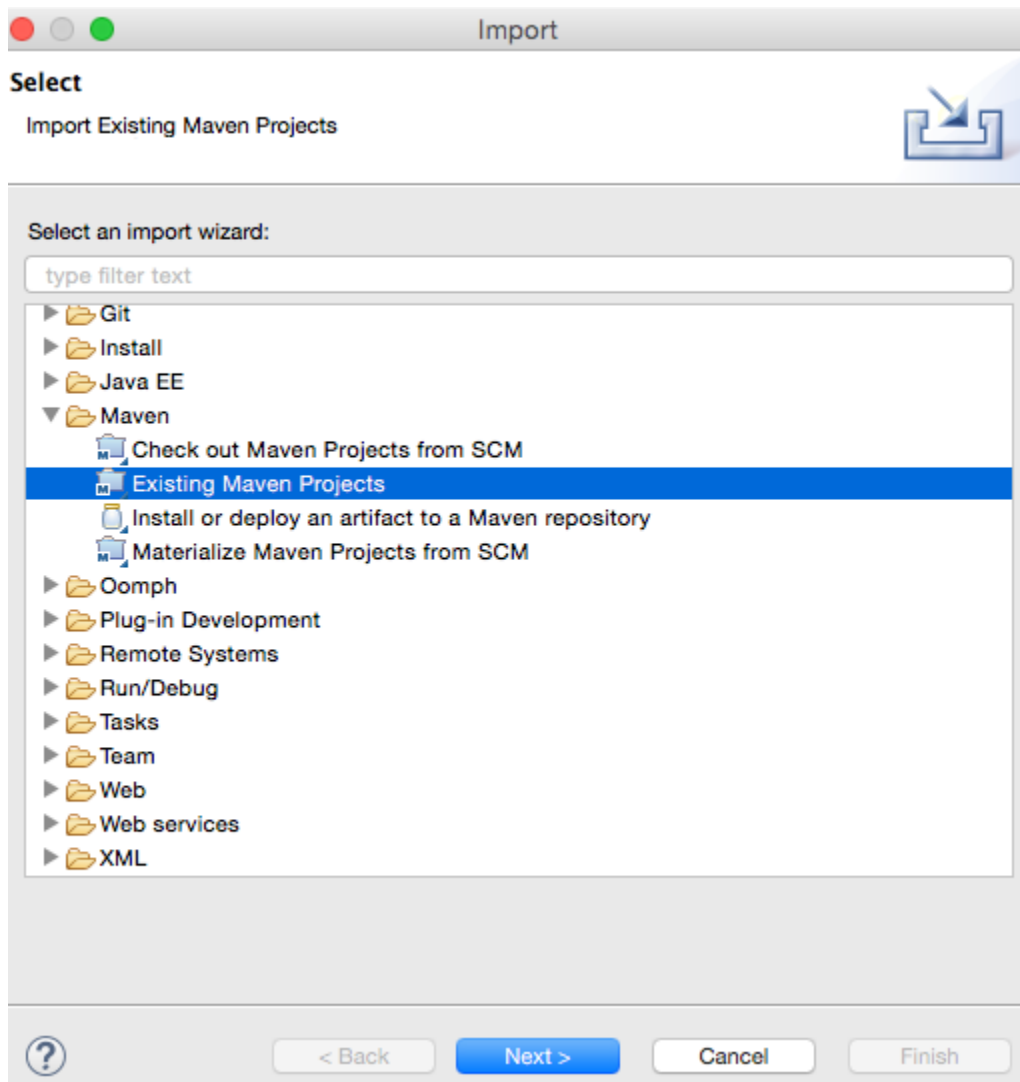 Import
Select
Import Existing Maven Projects
Select an import wizard:
type filter text
Git
Install
Java EE
Maven
Check out Maven Projects from SCM
Existing Maven Projects
Install or deploy an artifact to a Maven repository
Materialize Maven Projects from SCM
Oomph
Plug-in Development
Remote Systems
Run/Debug
Tasks
Team
Web
Web services
XML
? < Back Next > Cancel Finish